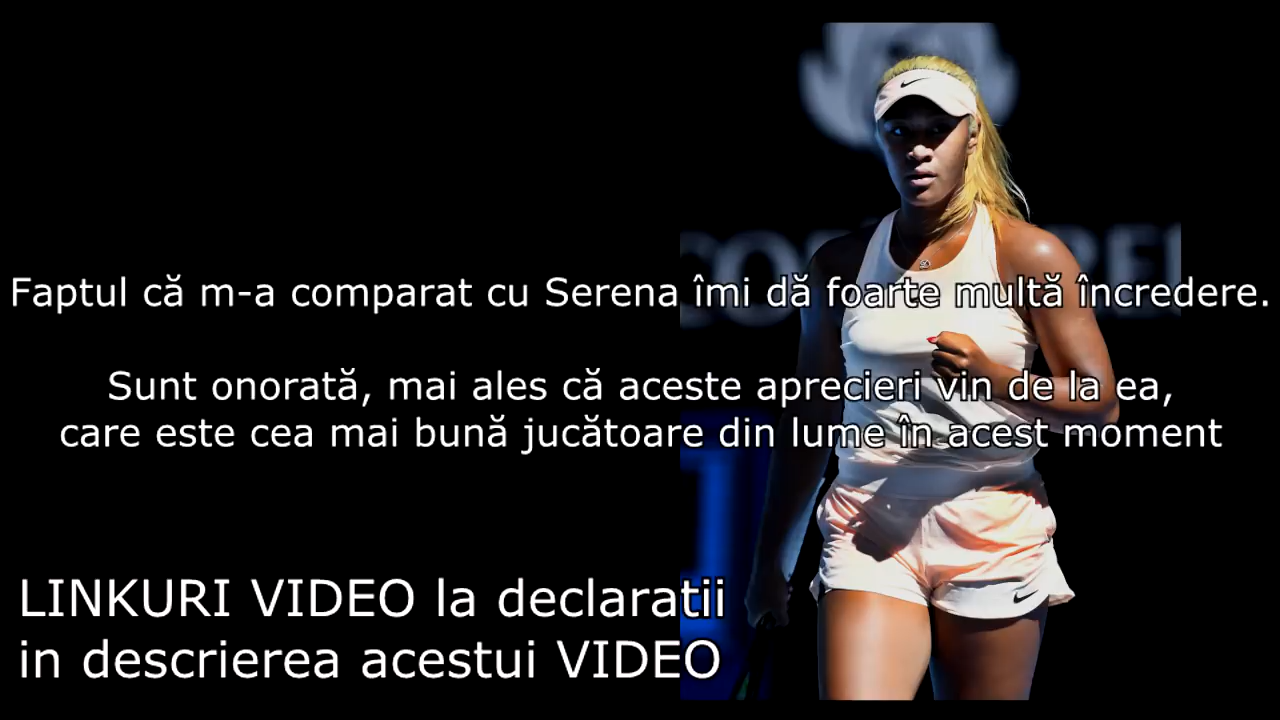 Faptul că m-a comparat cu Serena îmi dă foarte multă încredere.
Sunt onorată, mai ales că aceste aprecieri vin de la ea,
care este cea mai bună jucătoare din lume în acest moment
LINKURI VIDEO la declaratii
in descrierea acestui VIDEO